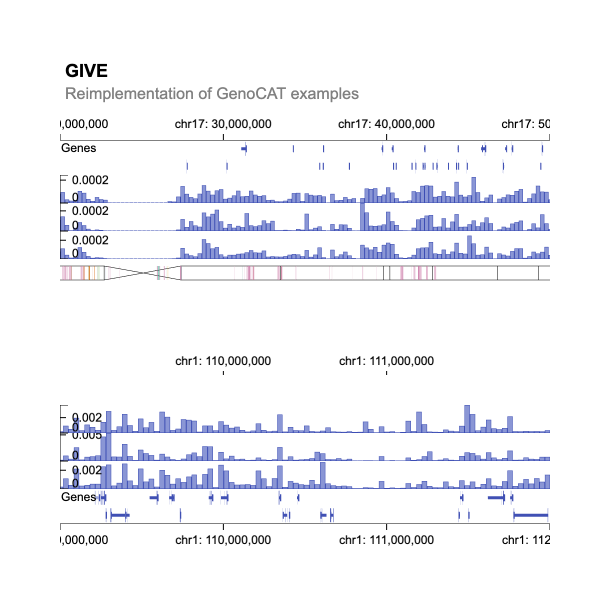 GIVE
Reimplementation of GenoCAT examples
),000,000 chr17: 30,000,000 chr17: 40,000,000 chr17: 50
Genes
0.0002
0
0.0002
0
0.0002
0
chr1: 110,000,000 chr1: 111,000,000
0.002
0
0.005
0
0.002
0
Genes
),000,000 chr1: 110,000,000 chr1: 111,000,000 chr1: 112